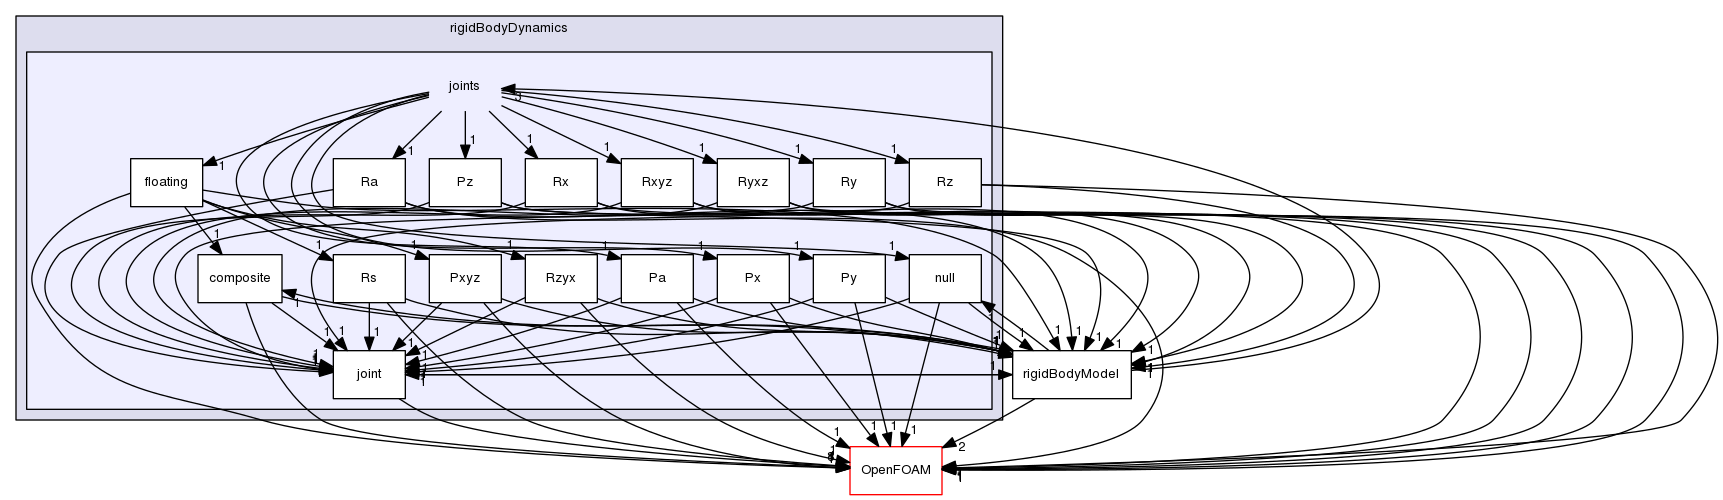 rigidBodyDynamics
joints
3
1 1 1 1 1 1 1 1
floating Ra Pz Rx Rxyz Ryxz Ry Rz
1 1 1 1 1 1 1 1
composite Rs Pxyz Rzyx Pa Px Py null
1 1
1 1 1 1 1 1 1 1 1
joint rigidBodyModel
1 1 1
1 1 1 1
2
OpenFOAM
1